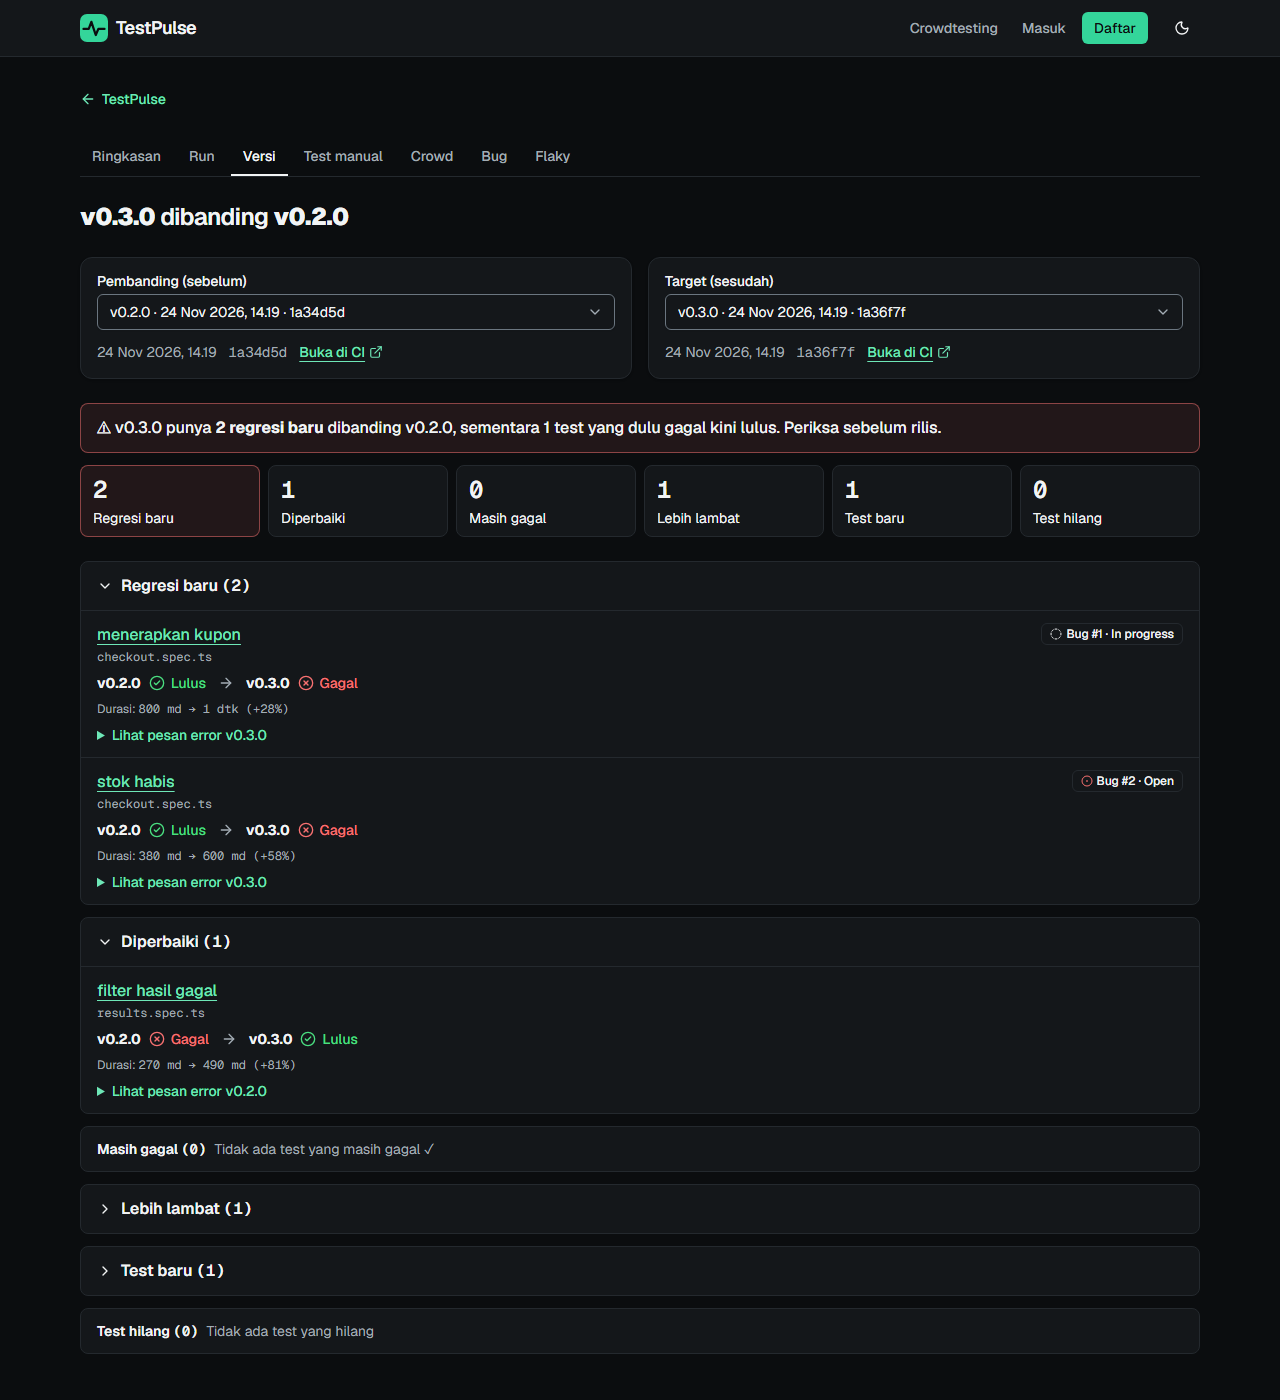 TestPulse
Crowdtesting
Masuk
Daftar
← TestPulse
Ringkasan
Run
Versi
Test manual
Crowd
Bug
Flaky
v0.3.0 dibanding v0.2.0
Pembanding (sebelum)
v0.2.0 · 24 Nov 2026, 14.19 · 1a34d5d
24 Nov 2026, 14.19 1a34d5d Buka di CI
Target (sesudah)
v0.3.0 · 24 Nov 2026, 14.19 · 1a36f7f
24 Nov 2026, 14.19 1a36f7f Buka di CI
⚠ v0.3.0 punya 2 regresi baru dibanding v0.2.0, sementara 1 test yang dulu gagal kini lulus. Periksa sebelum rilis.
2
Regresi baru
1
Diperbaiki
0
Masih gagal
1
Lebih lambat
1
Test baru
0
Test hilang
Regresi baru (2)
menerapkan kupon
Bug #1 · In progress
checkout.spec.ts
v0.2.0 Lulus → v0.3.0 Gagal
Durasi: 800 md → 1 dtk (+28%)
▶ Lihat pesan error v0.3.0
stok habis
Bug #2 · Open
checkout.spec.ts
v0.2.0 Lulus → v0.3.0 Gagal
Durasi: 380 md → 600 md (+58%)
▶ Lihat pesan error v0.3.0
Diperbaiki (1)
filter hasil gagal
results.spec.ts
v0.2.0 Gagal → v0.3.0 Lulus
Durasi: 270 md → 490 md (+81%)
▶ Lihat pesan error v0.2.0
Masih gagal (0) Tidak ada test yang masih gagal ✓
Lebih lambat (1)
Test baru (1)
Test hilang (0) Tidak ada test yang hilang